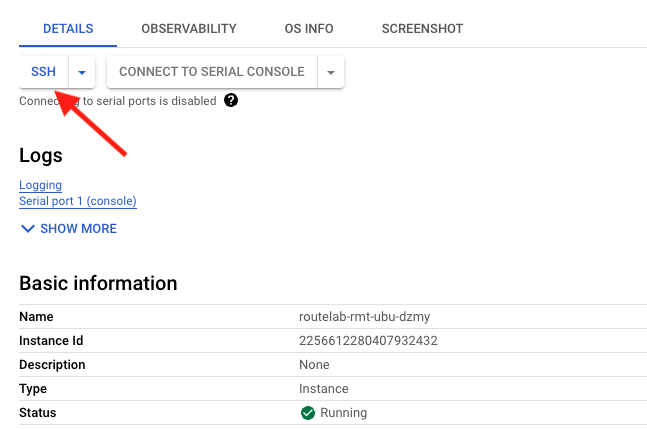 DETAILS OBSERVABILITY OS INFO SCREENSHOT
SSH CONNECT TO SERIAL CONSOLE
Connecting to serial ports is disabled ?
Logs
Logging
Serial port 1 (console)
SHOW MORE
Basic information
Name routelab-rmt-ubu-dzmy
Instance Id 2256612280407932432
Description None
Type Instance
Status Running